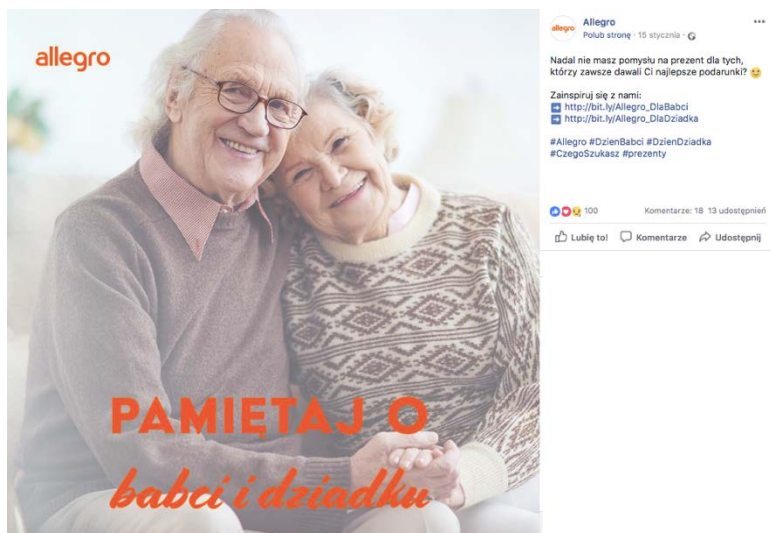 allegro
PAMIĘTAJ O
babci i dziadku
allegro
Allegro
Polub stronę · 15 stycznia ·
Nadal nie masz pomysłu na prezent dla tych,
którzy zawsze dawali Ci najlepsze podarunki?
Zainspiruj się z nami:
http://bit.ly/Allegro_DlaBabci
http://bit.ly/Allegro_DlaDziadka
#Allegro #DzienBabci #DzienDziadka
#CzegoSzukasz #prezenty
100 Komentarze: 18 13 udostępnień
Lubię to! Komentarze Udostępnij